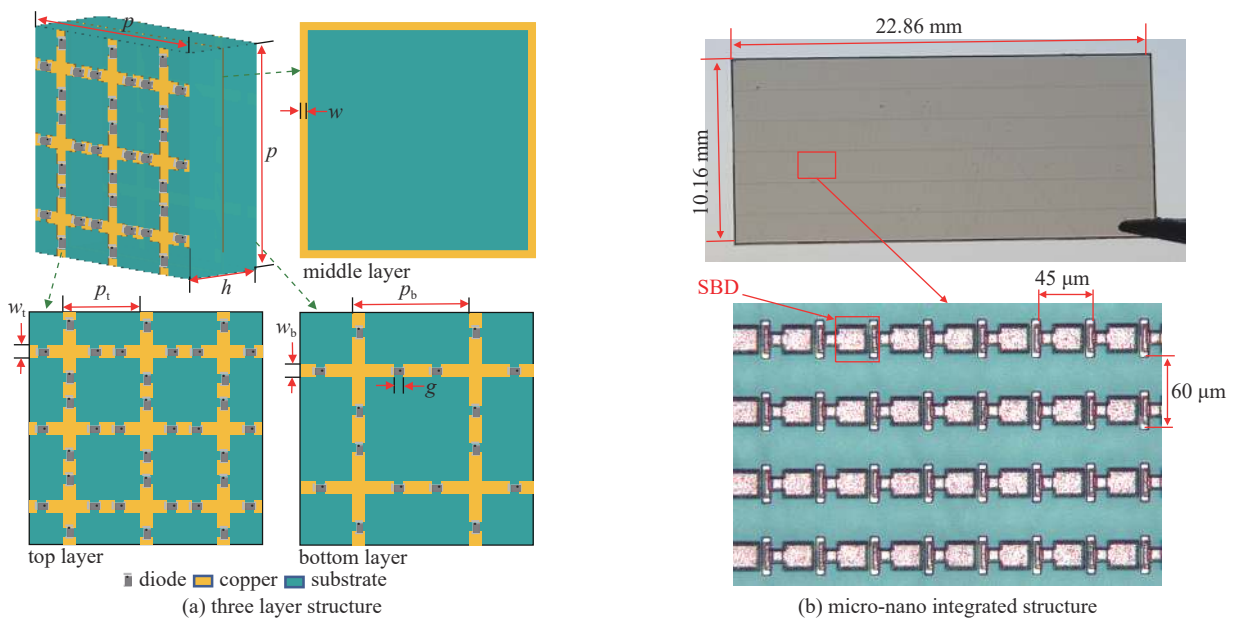 p
w
p
middle layer
h
p_t
w_t
top layer
p_b
w_b
g
bottom layer
diode copper substrate
(a) three layer structure
22.86 mm
10.16 mm
SBD
45 μm
60 μm
(b) micro-nano integrated structure